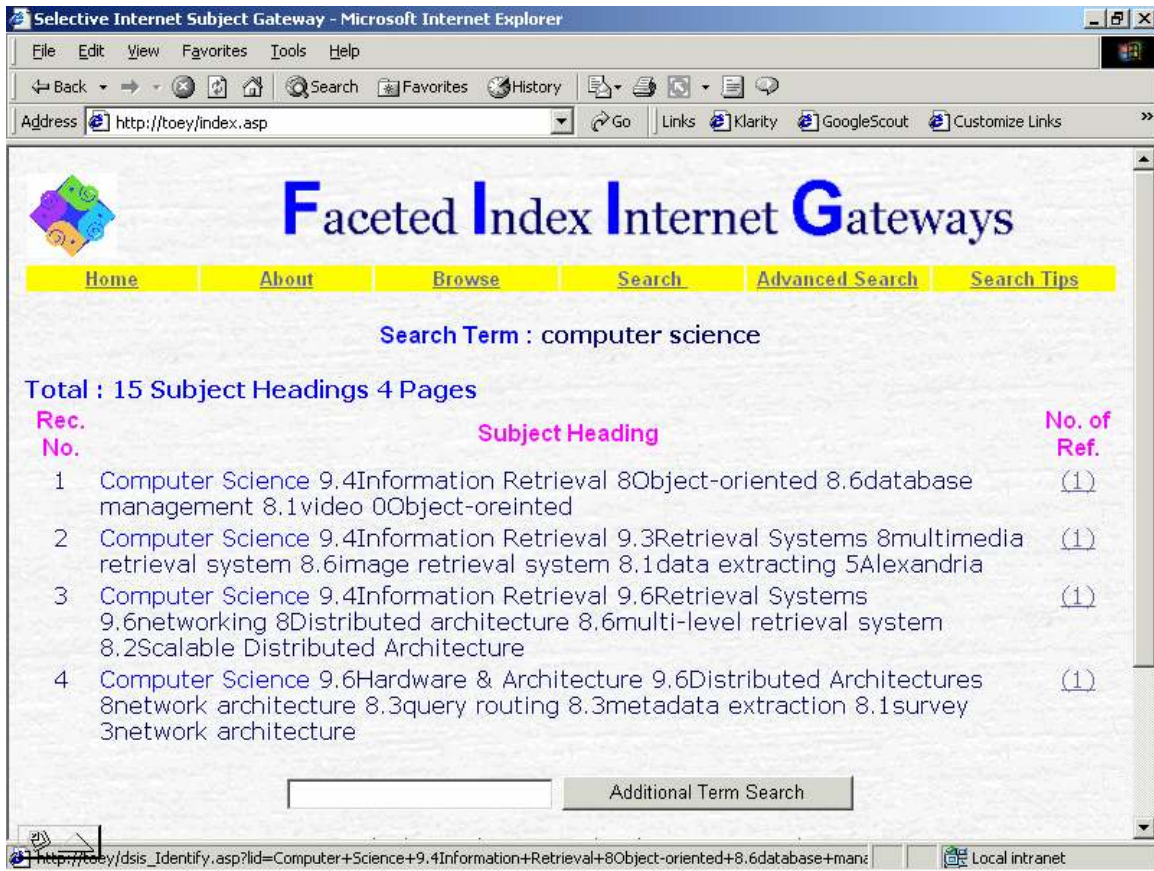 Selective Internet Subject Gateway - Microsoft Internet Explorer
File Edit View Favorites Tools Help
Back Search Favorites History
Address http://toey/index.asp Go Links Klarity GoogleScout Customize Links »
Faceted Index Internet Gateways
Home About Browse Search Advanced Search Search Tips
Search Term : computer science
Total : 15 Subject Headings 4 Pages
Rec. No. Subject Heading No. of Ref.
1 Computer Science 9.4Information Retrieval 8Object-oriented 8.6database (1)
management 8.1video 0Object-oreinted
2 Computer Science 9.4Information Retrieval 9.3Retrieval Systems 8multimedia (1)
retrieval system 8.6image retrieval system 8.1data extracting 5Alexandria
3 Computer Science 9.4Information Retrieval 9.6Retrieval Systems (1)
9.6networking 8Distributed architecture 8.6multi-level retrieval system
8.2Scalable Distributed Architecture
4 Computer Science 9.6Hardware & Architecture 9.6Distributed Architectures (1)
8network architecture 8.3query routing 8.3metadata extraction 8.1survey
3network architecture
Additional Term Search
http://toey/dsis_Identify.asp?lid=Computer+Science+9.4Information+Retrieval+8Object-oriented+8.6database+mana Local intranet